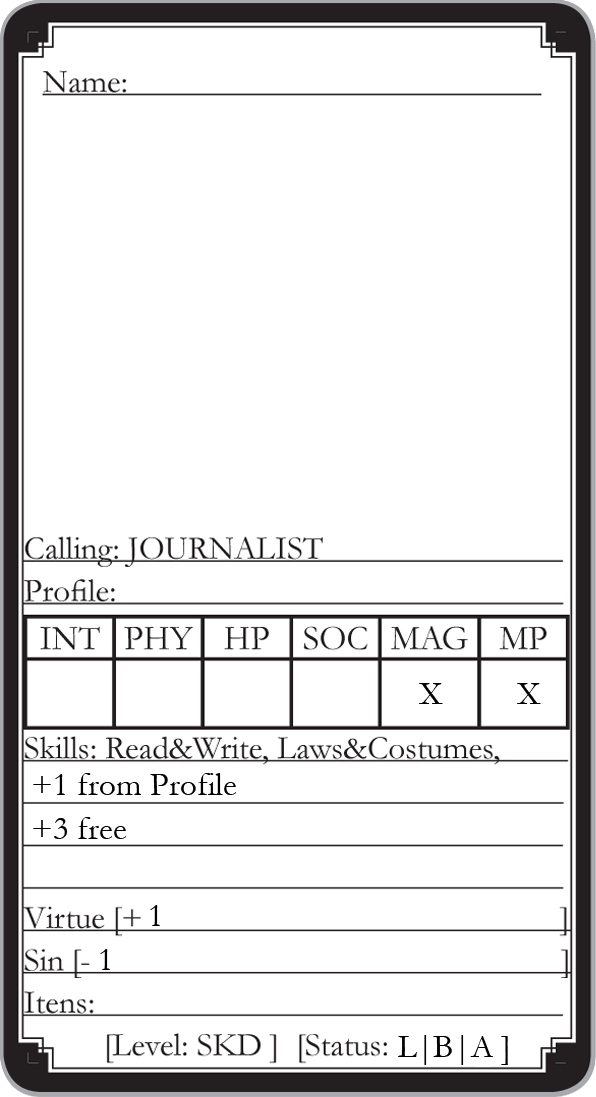 Name:
Calling: JOURNALIST
Profile:
INT PHY HP SOC MAG MP
X X
Skills: Read&Write, Laws&Costumes,
+1 from Profile
+3 free
Virtue [+ 1 ]
Sin [- 1 ]
Itens:
[Level: SKD ] [Status: L|B|A ]